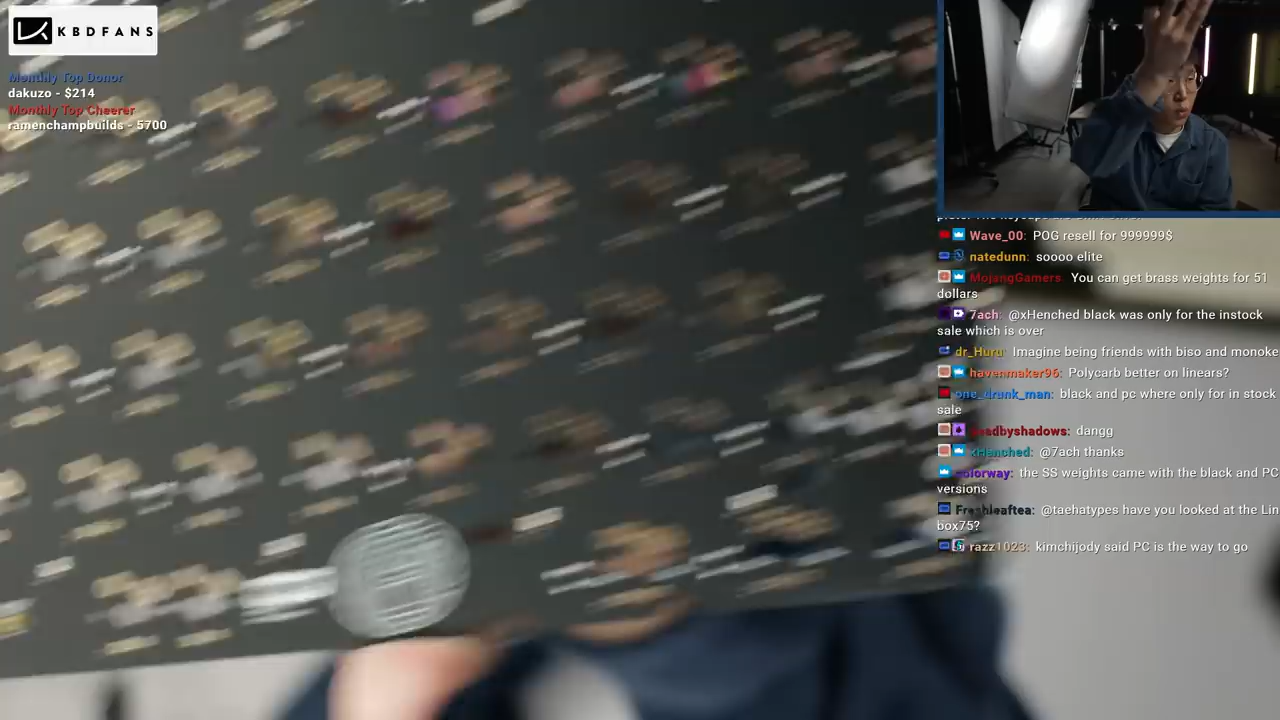 KBDFANS
Monthly Top Donor
dakuzo - $214
Monthly Top Cheerer
ramenchampbuilds - 5700
Wave_00: POG resell for 999999$
natedunn: soooo elite
MojangGamers: You can get brass weights for 51
dollars
7ach: @xHenched black was only for the instock
sale which is over
dr_Huru: Imagine being friends with biso and monoke
havenmaker96: Polycarb better on linears?
one_drunk_man: black and pc where only for in stock
sale
deadbyshadows: dangg
xHenched: @7ach thanks
colorway: the SS weights came with the black and PC
versions
Freshleaftea: @taehatypes have you looked at the Lin
box75?
razz1023: kimchijody said PC is the way to go